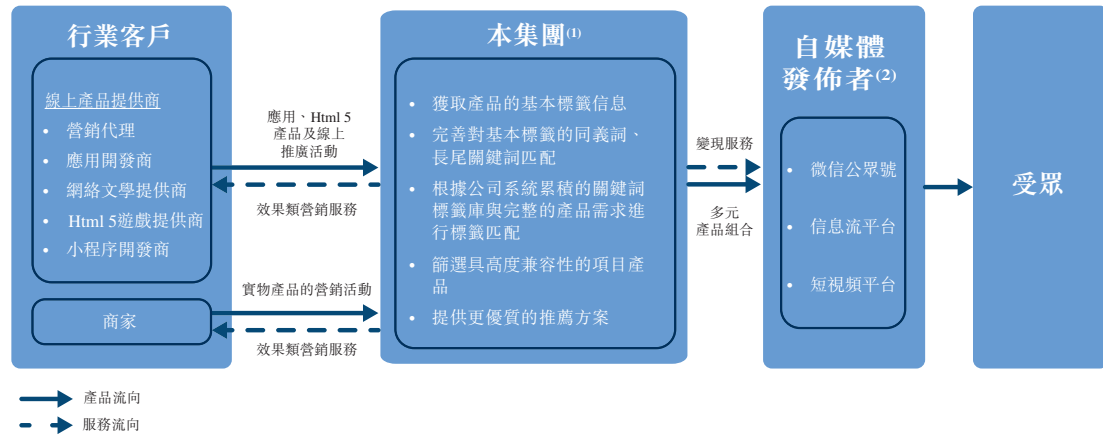 行業客戶
線上產品提供商
• 營銷代理
• 應用開發商
• 網絡文學提供商
• Html 5遊戲提供商
• 小程序開發商
商家
應用、Html 5
產品及線上
推廣活動
效果類營銷服務
實物產品的營銷活動
效果類營銷服務
本集團(1)
• 獲取產品的基本標籤信息
• 完善對基本標籤的同義詞、
長尾關鍵詞匹配
• 根據公司系統累積的關鍵詞
標籤庫與完整的產品需求進
行標籤匹配
• 篩選具高度兼容性的項目產
品
• 提供更優質的推薦方案
變現服務
多元
產品組合
自媒體
發佈者(2)
• 微信公眾號
• 信息流平台
• 短視頻平台
受眾
產品流向
服務流向